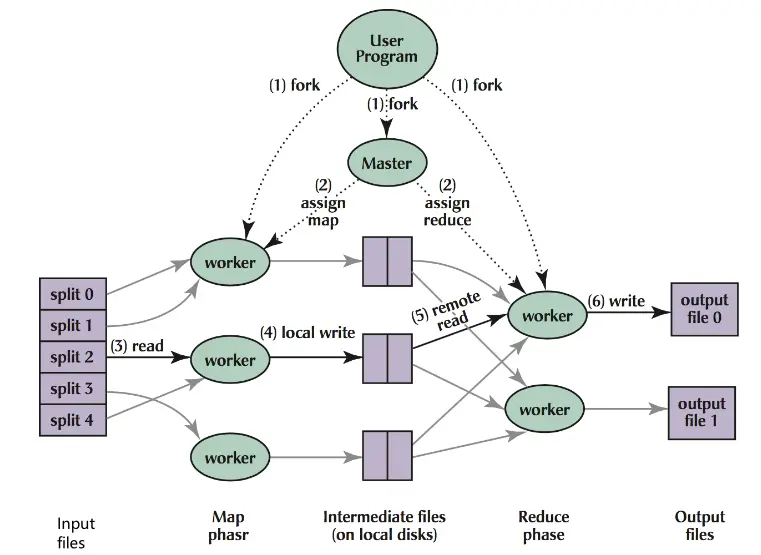 User
Program
(1) fork
(1) fork
(1) fork
Master
(2)
assign
map
(2)
assign
reduce
worker
split 0
split 1
split 2
split 3
split 4
(3) read
worker
(4) local write
(5) remote
read
worker
(6) write
output
file 0
worker
output
file 1
worker
Input
files
Map
phasr
Intermediate files
(on local disks)
Reduce
phase
Output
files